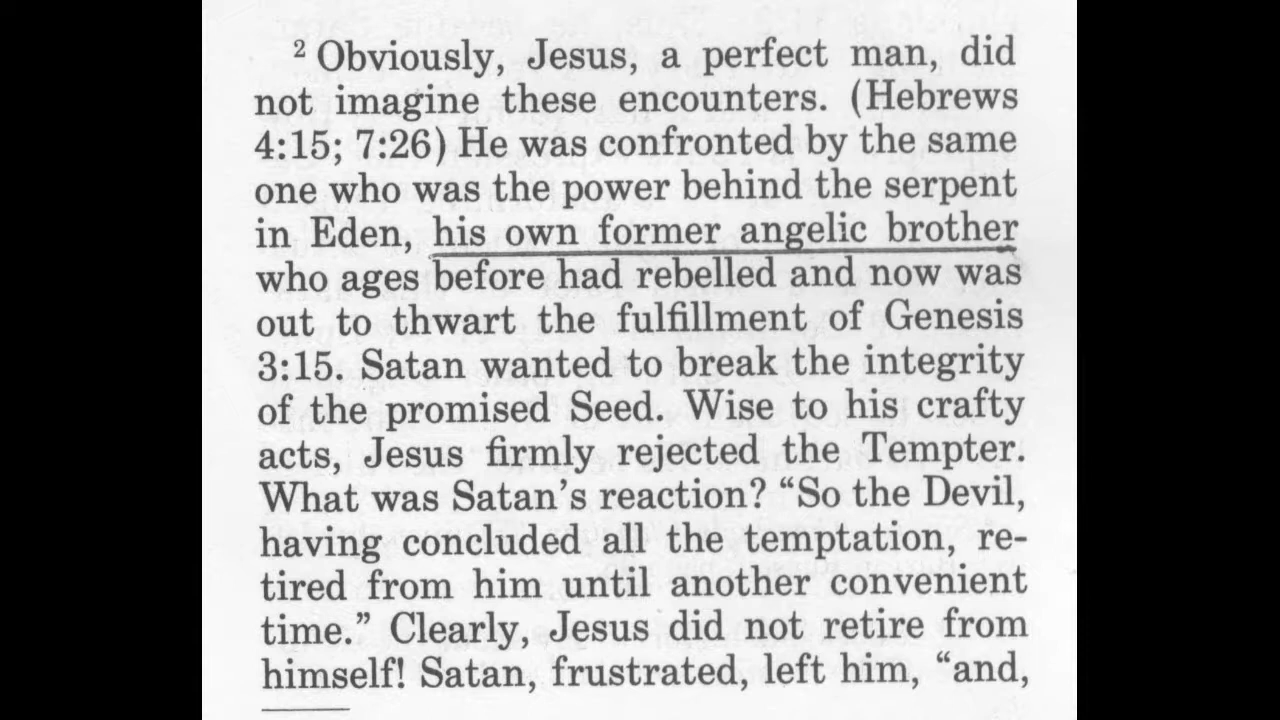 ² Obviously, Jesus, a perfect man, did
not imagine these encounters. (Hebrews
4:15; 7:26) He was confronted by the same
one who was the power behind the serpent
in Eden, his own former angelic brother
who ages before had rebelled and now was
out to thwart the fulfillment of Genesis
3:15. Satan wanted to break the integrity
of the promised Seed. Wise to his crafty
acts, Jesus firmly rejected the Tempter.
What was Satan’s reaction? “So the Devil,
having concluded all the temptation, re-
tired from him until another convenient
time.” Clearly, Jesus did not retire from
himself! Satan, frustrated, left him, “and,